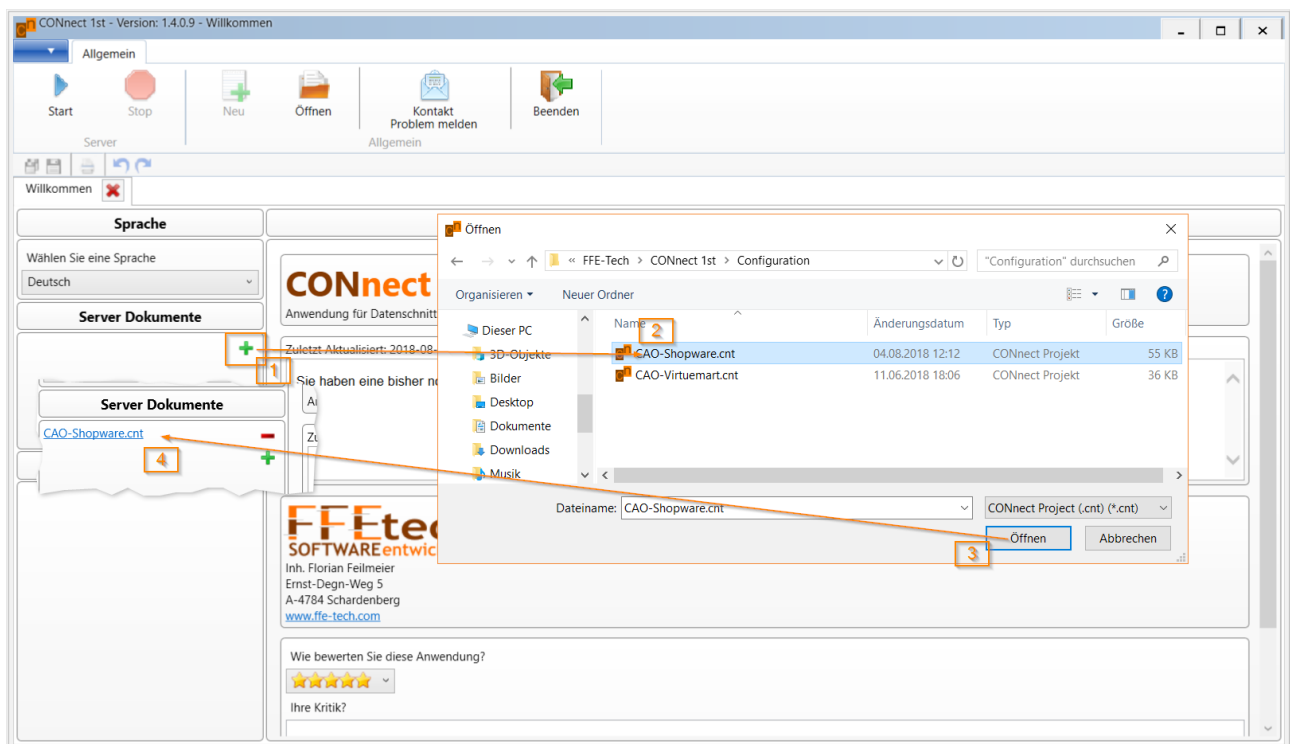 CONnect 1st - Version: 1.4.0.9 - Willkommen
Allgemein
Start
Stop
Neu
Öffnen
Kontakt
Problem melden
Beenden
Server
Allgemein
Willkommen
Sprache
Wählen Sie eine Sprache
Deutsch
Server Dokumente
1
Server Dokumente
CAO-Shopware.cnt
4
CONnect
Anwendung für Datenschnitt
Zuletzt Aktualisiert: 2018-08-
Sie haben eine bisher
FFEtec
SOFTWAREentwic
Inh. Florian Feilmeier
Ernst-Degn-Weg 5
A-4784 Schardenberg
www.ffe-tech.com
Wie bewerten Sie diese Anwendung?
Ihre Kritik?
Öffnen
« FFE-Tech > CONnect 1st > Configuration
"Configuration" durchsuchen
Organisieren
Neuer Ordner
Dieser PC
3D-Objekte
Bilder
Desktop
Dokumente
Downloads
Musik
Name Änderungsdatum Typ Größe
2
CAO-Shopware.cnt 04.08.2018 12:12 CONnect Projekt 55 KB
CAO-Virtuemart.cnt 11.06.2018 18:06 CONnect Projekt 36 KB
Dateiname: CAO-Shopware.cnt
CONnect Project (.cnt) (*.cnt)
Öffnen
Abbrechen
3